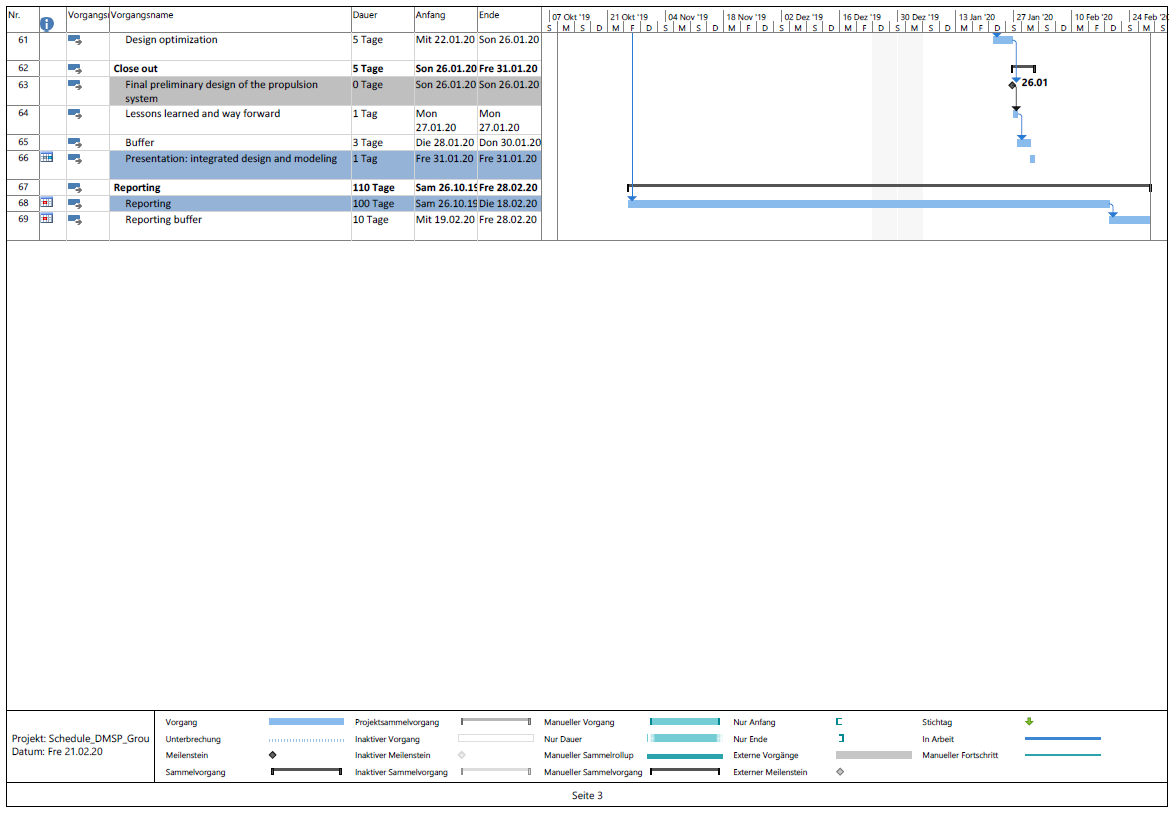 Nr. Vorgangs Vorgangsname Dauer Anfang Ende 07 Okt '19 21 Okt '19 04 Nov '19 18 Nov '19 02 Dez '19 16 Dez '19 30 Dez '19 13 Jan '20 27 Jan '20 10 Feb '20 24 Feb '20
S M F S D S M D F S M D F S D M F S D M F S D S M D F S D S M F S D M S
61 Design optimization 5 Tage Mit 22.01.20 Son 26.01.20
62 Close out 5 Tage Son 26.01.20 Fre 31.01.20
63 Final preliminary design of the propulsion 0 Tage Son 26.01.20 Son 26.01.20 26.01
system
64 Lessons learned and way forward 1 Tag Mon Mon
27.01.20 27.01.20
65 Buffer 3 Tage Die 28.01.20 Don 30.01.20
66 Presentation: integrated design and modeling 1 Tag Fre 31.01.20 Fre 31.01.20
67 Reporting 110 Tage Sam 26.10.19 Fre 28.02.20
68 Reporting 100 Tage Sam 26.10.19 Die 18.02.20
69 Reporting buffer 10 Tage Mit 19.02.20 Fre 28.02.20
Projekt: Schedule_DMSP_Grou
Datum: Fre 21.02.20
Vorgang Projektsammelvorgang Manueller Vorgang Nur Anfang Stichtag
Unterbrechung Inaktiver Vorgang Nur Dauer Nur Ende In Arbeit
Meilenstein Inaktiver Meilenstein Manueller Sammelrollup Externe Vorgänge Manueller Fortschritt
Sammelvorgang Inaktiver Sammelvorgang Manueller Sammelvorgang Externer Meilenstein
Seite 3